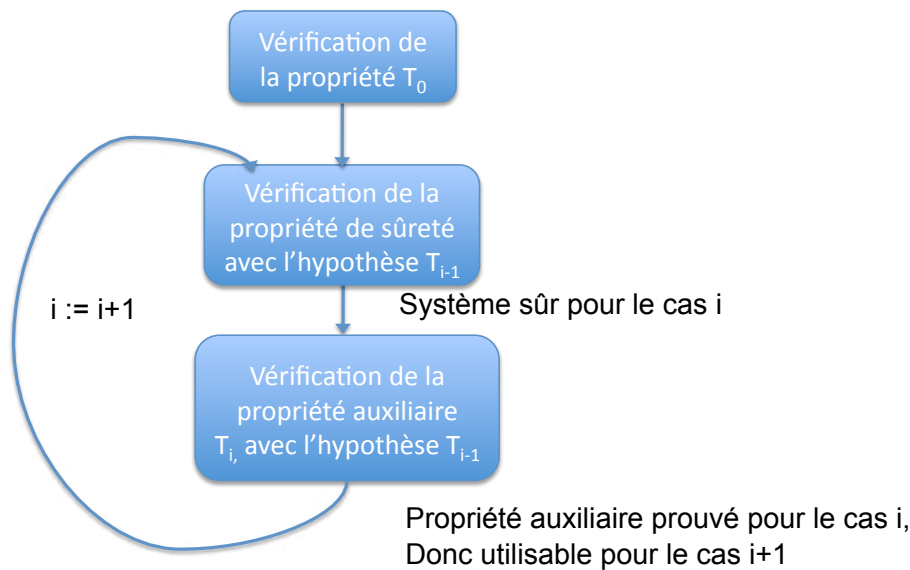 Vérification de
la propriété T0
Vérification de la
propriété de sûreté
avec l’hypothèse Ti-1
i := i+1
Système sûr pour le cas i
Vérification de la
propriété auxiliaire
Ti, avec l’hypothèse Ti-1
Propriété auxiliaire prouvé pour le cas i,
Donc utilisable pour le cas i+1